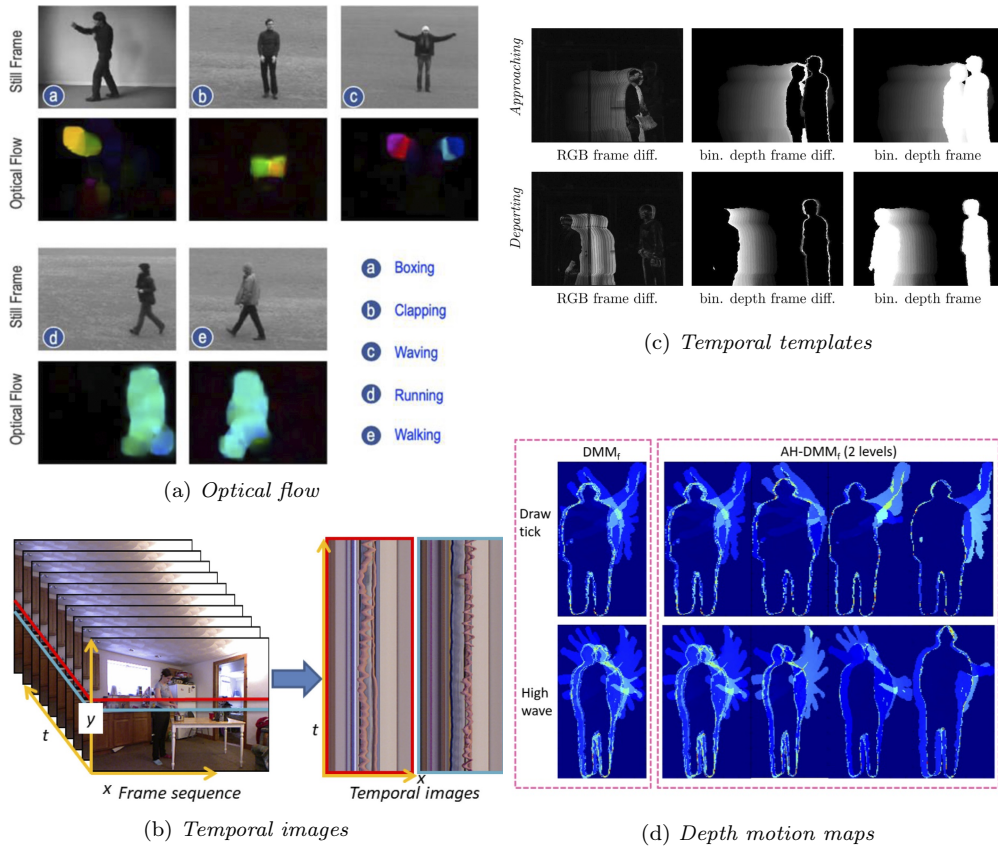 Still Frame
a
b
c
Optical Flow
Still Frame
d
e
Optical Flow
a Boxing
b Clapping
c Waving
d Running
e Walking
(a) Optical flow
t
y
x
Frame sequence
t
x
Temporal images
(b) Temporal images
Approaching
RGB frame diff.
bin. depth frame diff.
bin. depth frame
Departing
RGB frame diff.
bin. depth frame diff.
bin. depth frame
(c) Temporal templates
DMMf
AH-DMMf (2 levels)
Draw
tick
High
wave
(d) Depth motion maps